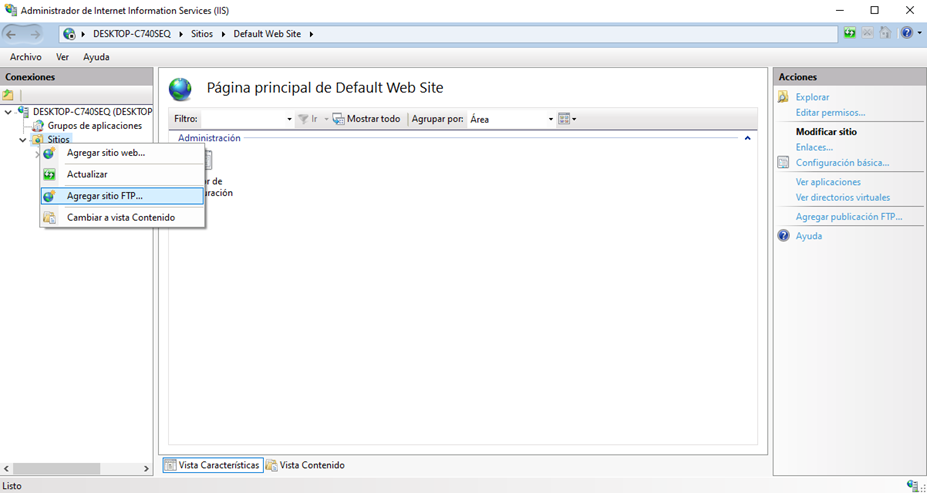 Administrador de Internet Information Services (IIS)
DESKTOP-C740SEQ
Sitios
Default Web Site
Archivo
Ver
Ayuda
Conexiones
DESKTOP-C740SEQ (DESKTOP
Grupos de aplicaciones
Sitios
Agregar sitio web...
Actualizar
Agregar sitio FTP...
Cambiar a vista Contenido
Página principal de Default Web Site
Filtro:
Ir
Mostrar todo
Agrupar por:
Área
Administración
r de
uración
Vista Características
Vista Contenido
Acciones
Explorar
Editar permisos...
Modificar sitio
Enlaces...
Configuración básica...
Ver aplicaciones
Ver directorios virtuales
Agregar publicación FTP...
Ayuda
Listo